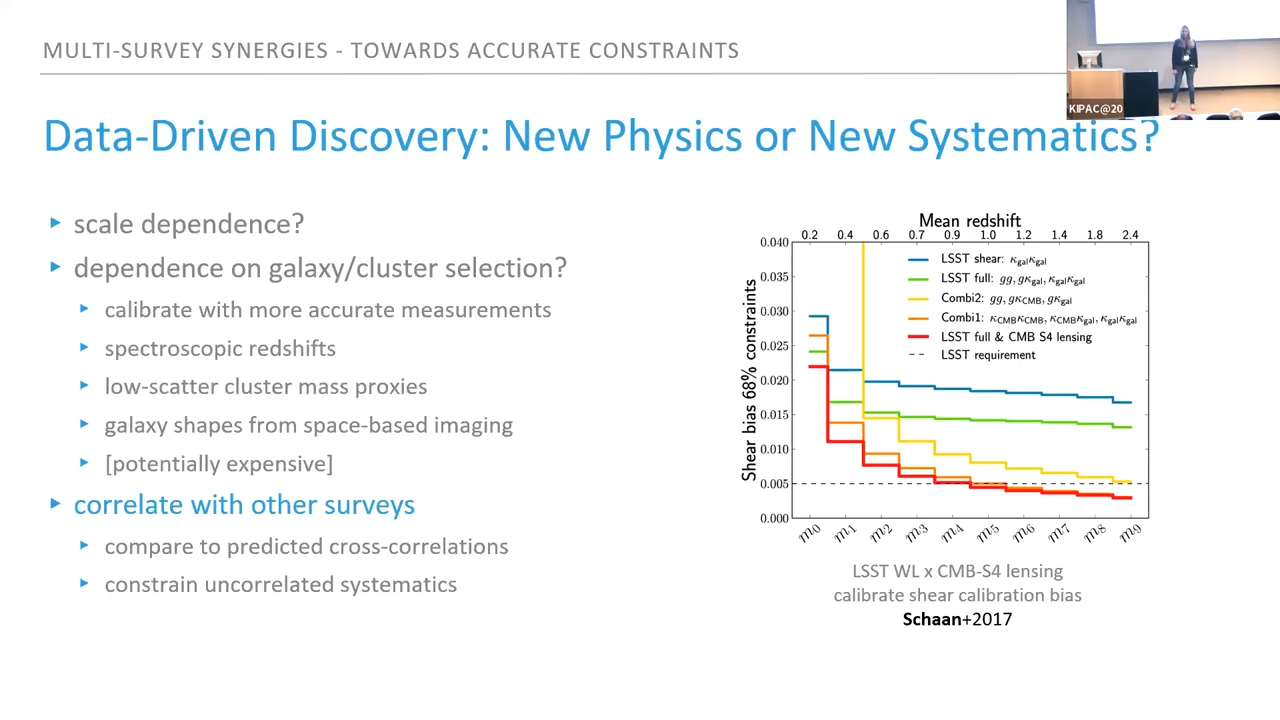 MULTI-SURVEY SYNERGIES - TOWARDS ACCURATE CONSTRAINTS
KIPAC@20
Data-Driven Discovery: New Physics or New Systematics?
scale dependence?
dependence on galaxy/cluster selection?
calibrate with more accurate measurements
spectroscopic redshifts
low-scatter cluster mass proxies
galaxy shapes from space-based imaging
[potentially expensive]
correlate with other surveys
compare to predicted cross-correlations
constrain uncorrelated systematics
Mean redshift
0.2 0.4 0.6 0.7 0.9 1.0 1.2 1.4 1.8 2.4
Shear bias 68% constraints
0.040
0.035
0.030
0.025
0.020
0.015
0.010
0.005
0.000
LSST shear: κgalκgal
LSST full: gg, gκgal, κgalκgal
Combi2: gg, gκCMB, gκgal
Combi1: κCMBκCMB, κCMBκgal, κgalκgal
LSST full & CMB S4 lensing
LSST requirement
m0 m1 m2 m3 m4 m5 m6 m7 m8 m9
LSST WL x CMB-S4 lensing
calibrate shear calibration bias
Schaan+2017